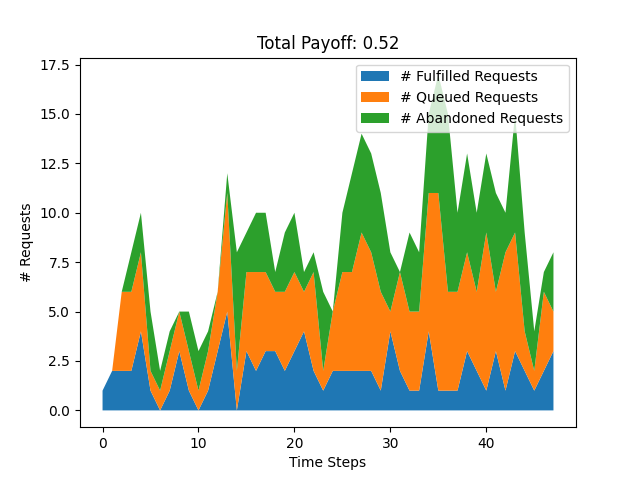 Total Payoff: 0.52
# Fulfilled Requests
# Queued Requests
# Abandoned Requests
17.5
15.0
12.5
10.0
7.5
5.0
2.5
0.0
# Requests
0 10 20 30 40
Time Steps